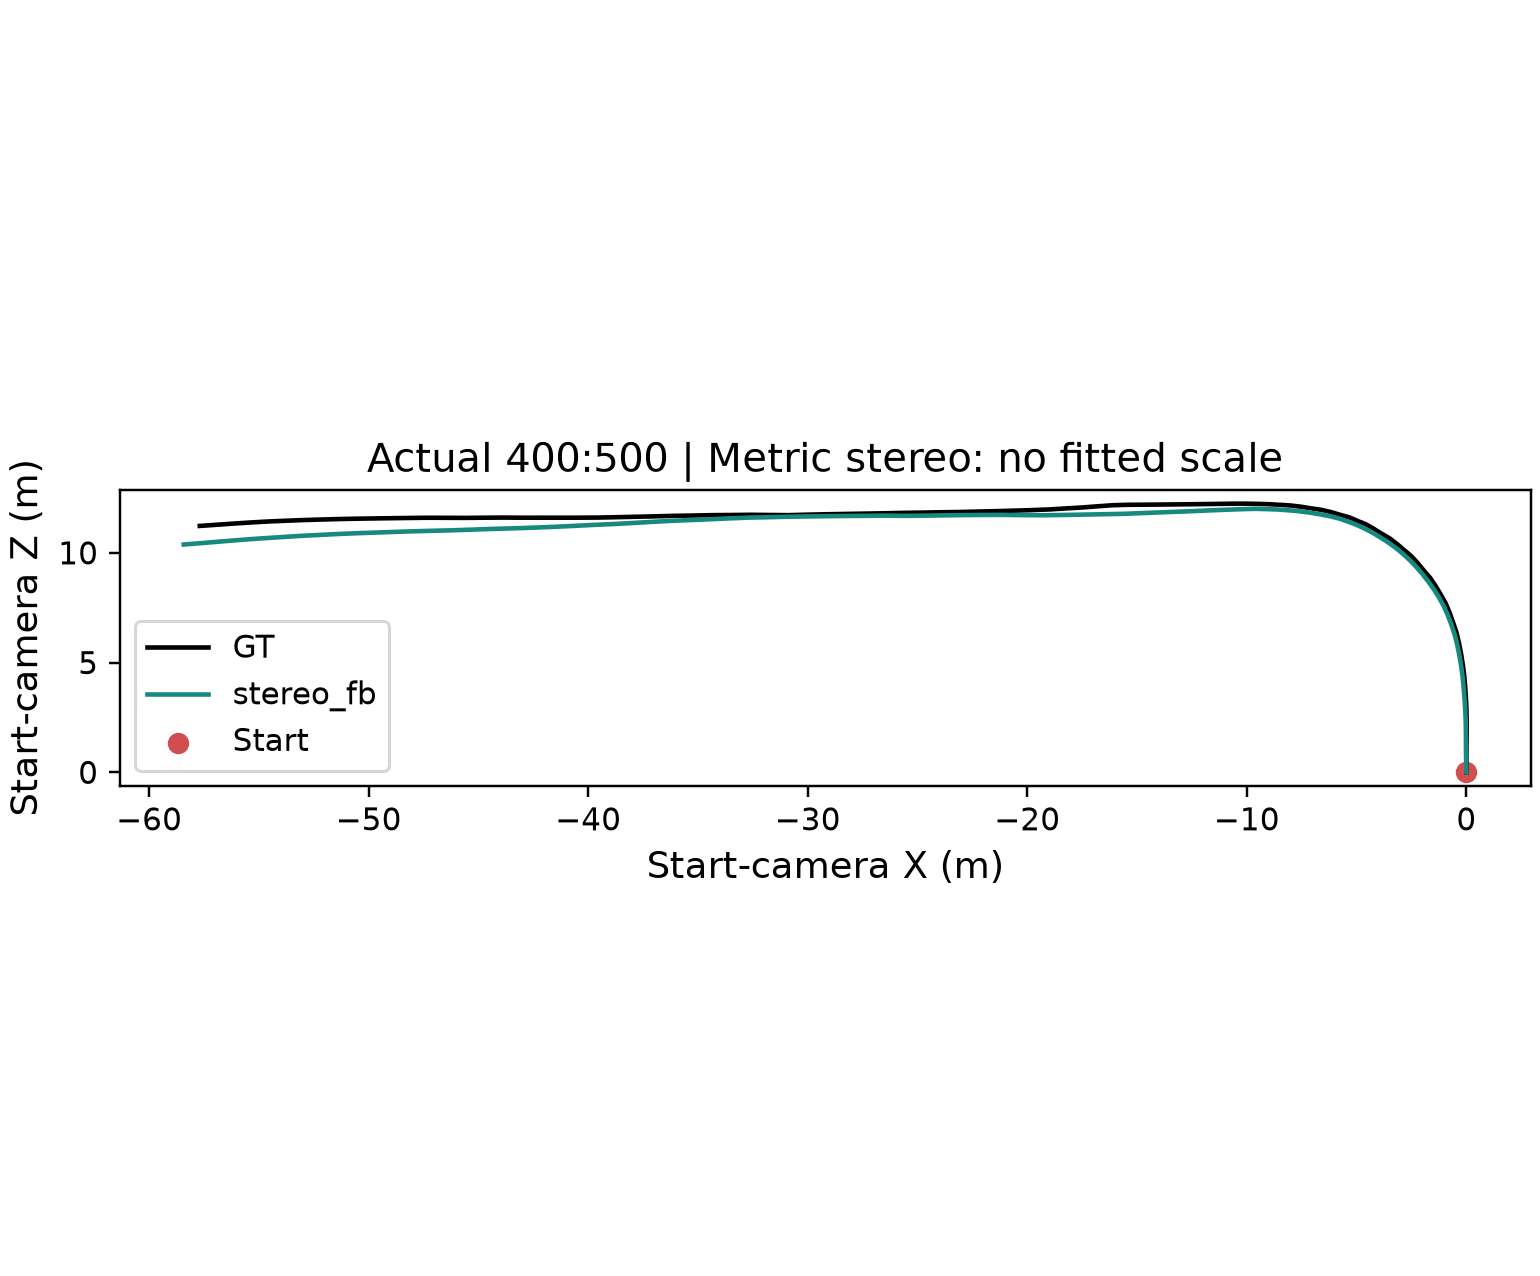 Actual 400:500 | Metric stereo: no fitted scale
Start-camera Z (m)
10
5
0
GT
stereo_fb
Start
−60 −50 −40 −30 −20 −10 0
Start-camera X (m)